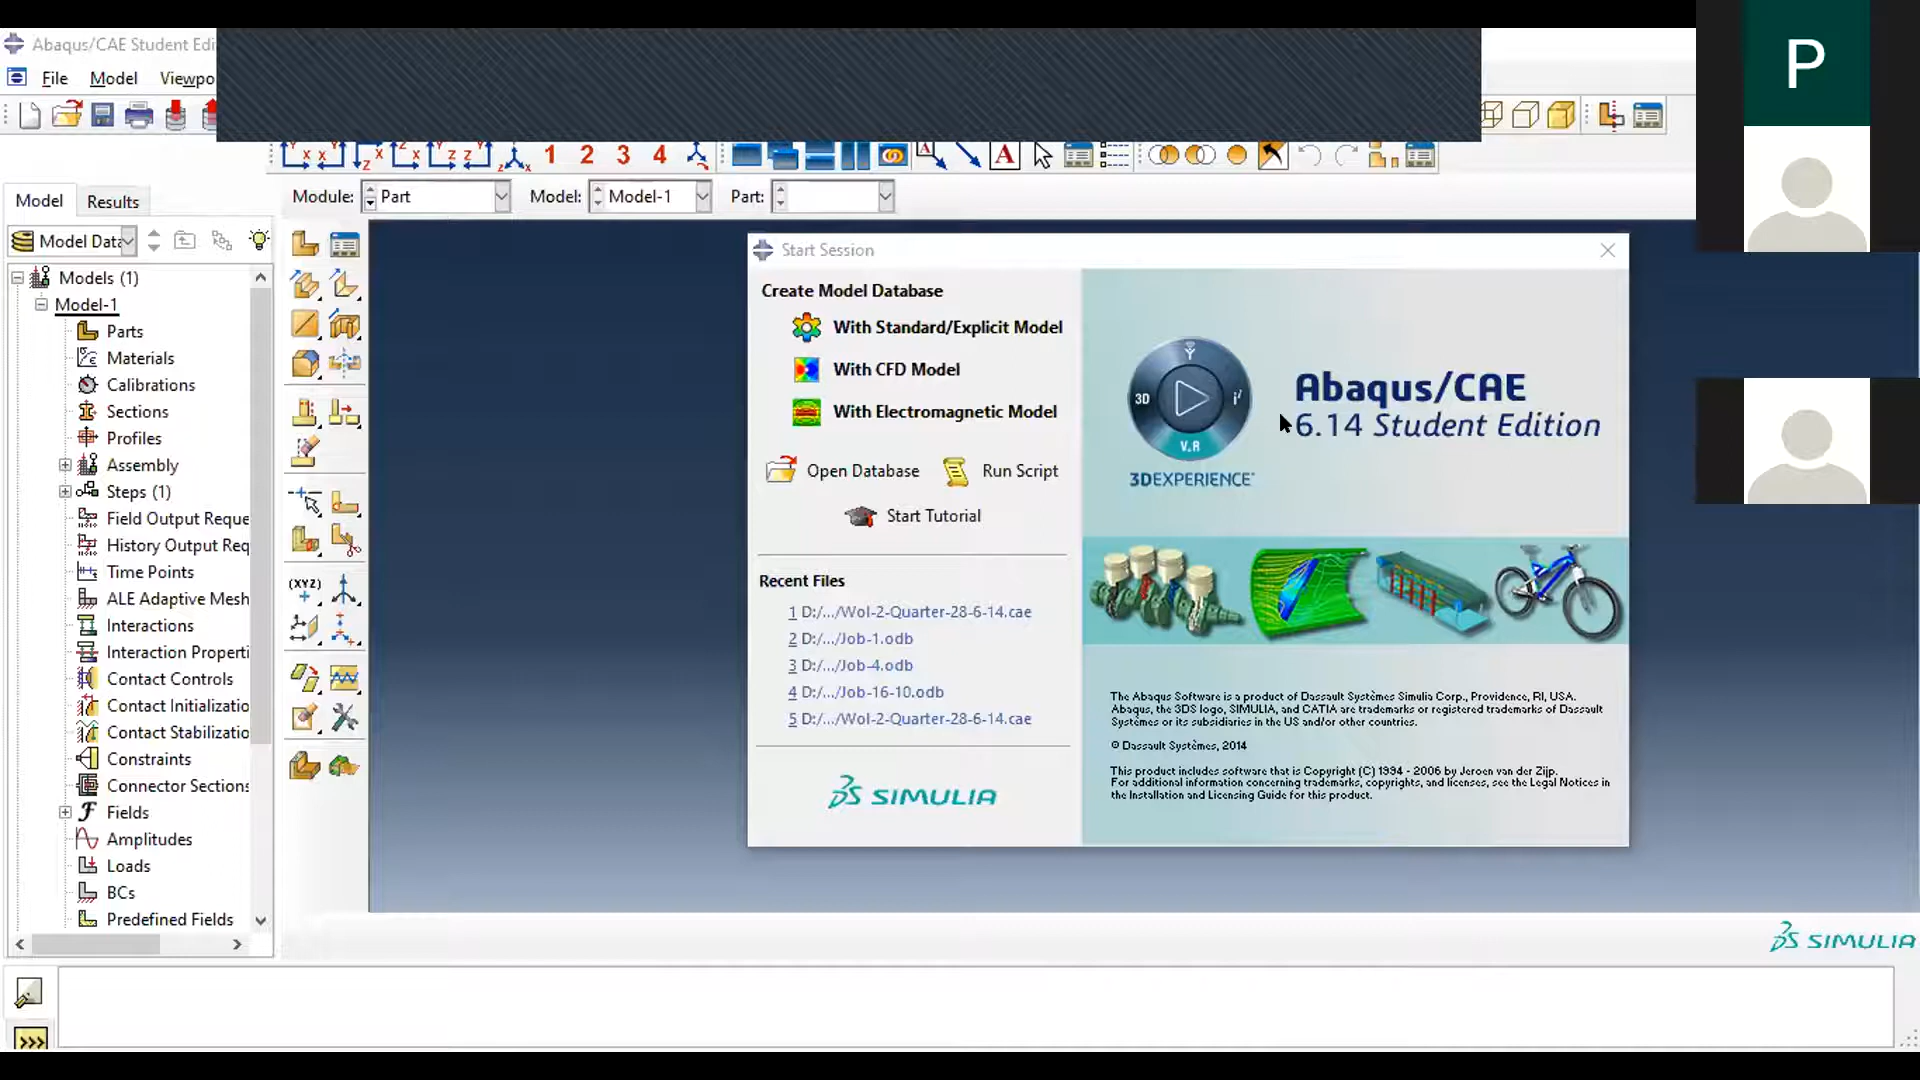 Abaqus/CAE Student Edi
File Model Viewpo
1 2 3 4
A
Module: Part Model: Model-1 Part:
Model Results
Model Data
Models (1)
Model-1
Parts
Materials
Calibrations
Sections
Profiles
Assembly
Steps (1)
Field Output Reque
History Output Req
Time Points
ALE Adaptive Mesh
Interactions
Interaction Properti
Contact Controls
Contact Initializatio
Contact Stabilizatio
Constraints
Connector Sections
Fields
Amplitudes
Loads
BCs
Predefined Fields
(XYZ)
Start Session
Create Model Database
With Standard/Explicit Model
With CFD Model
With Electromagnetic Model
Open Database Run Script
Start Tutorial
Recent Files
1 D:/.../Wol-2-Quarter-28-6-14.cae
2 D:/.../Job-1.odb
3 D:/.../Job-4.odb
4 D:/.../Job-16-10.odb
5 D:/.../Wol-2-Quarter-28-6-14.cae
SIMULIA
3D
V.R
3DEXPERIENCE
Abaqus/CAE
6.14 Student Edition
The Abaqus Software is a product of Dassault Systèmes Simulia Corp., Providence, RI, USA.
Abaqus, the 3DS logo, SIMULIA, and CATIA are trademarks or registered trademarks of Dassault
Systèmes or its subsidiaries in the US and/or other countries.
© Dassault Systèmes, 2014
This product includes software that is Copyright (C) 1994 - 2006 by Jeroen van der Zijp.
For additional information concerning trademarks, copyrights, and licenses, see the Legal Notices in
the Installation and Licensing Guide for this product.
P
SIMULIA
>>>